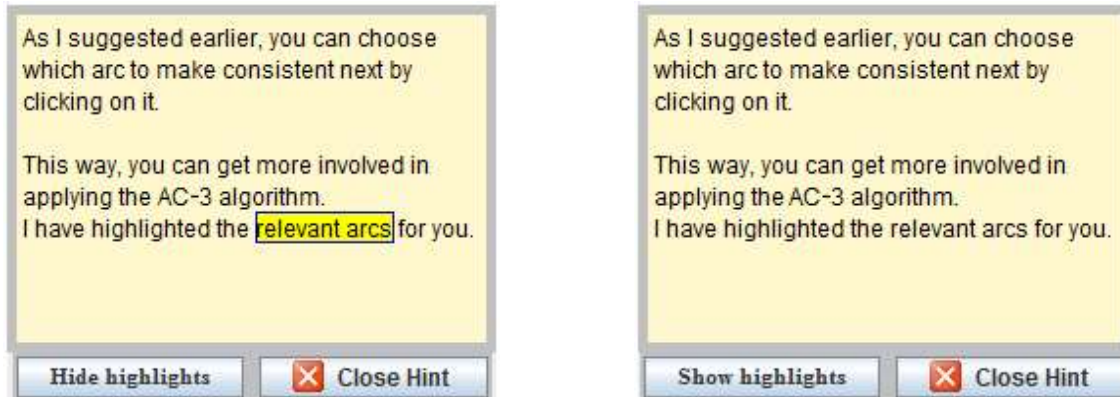 As I suggested earlier, you can choose
which arc to make consistent next by
clicking on it.
This way, you can get more involved in
applying the AC-3 algorithm.
I have highlighted the relevant arcs for you.
Hide highlights
Close Hint
As I suggested earlier, you can choose
which arc to make consistent next by
clicking on it.
This way, you can get more involved in
applying the AC-3 algorithm.
I have highlighted the relevant arcs for you.
Show highlights
Close Hint